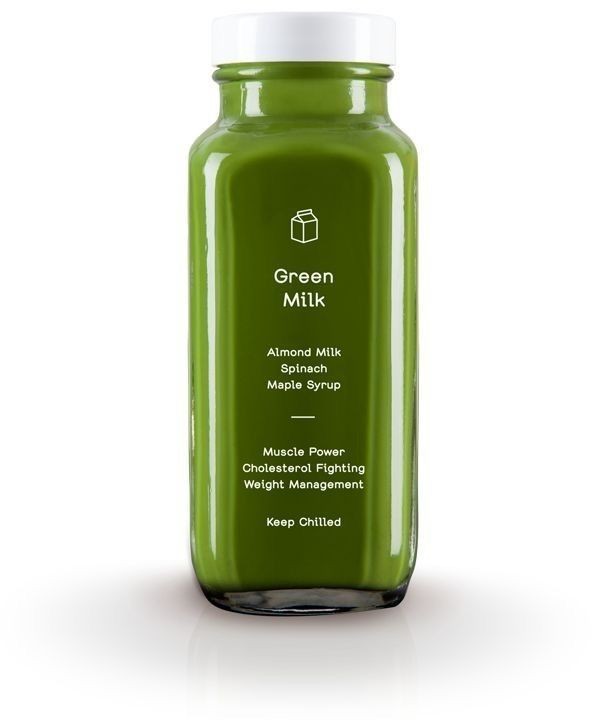 Green
Milk
Almond Milk
Spinach
Maple Syrup
Muscle Power
Cholesterol Fighting
Weight Management
Keep Chilled